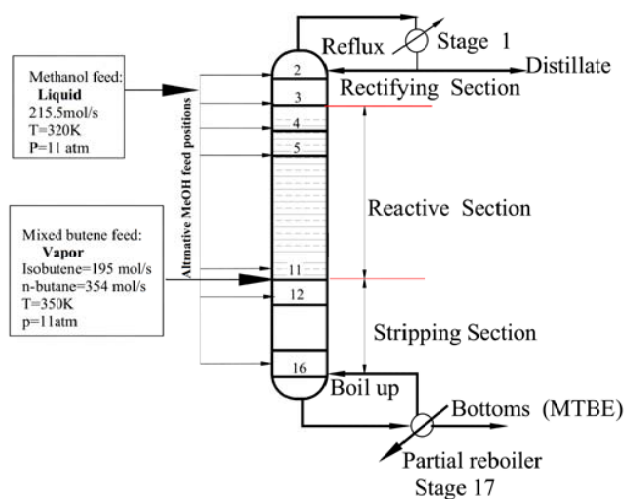 Reflux
Stage 1
Distillate
Rectifying Section
Methanol feed:
Liquid
215.5mol/s
T=320K
P=11 atm
Altmative MeOH feed positions
2
3
4
5
11
12
16
Reactive Section
Mixed butene feed:
Vapor
Isobutene=195 mol/s
n-butane=354 mol/s
T=350K
p=11atm
Stripping Section
Boil up
Bottoms (MTBE)
Partial reboiler
Stage 17